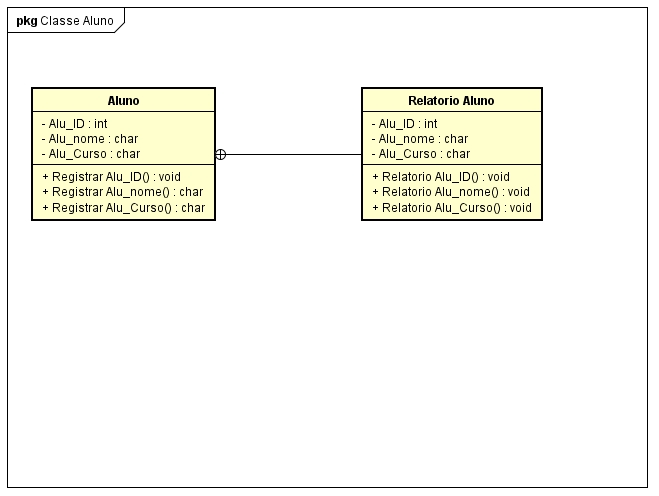 pkg Classe Aluno
Aluno
- Alu_ID : int
- Alu_nome : char
- Alu_Curso : char
+ Registrar Alu_ID() : void
+ Registrar Alu_nome() : char
+ Registrar Alu_Curso() : char
Relatorio Aluno
- Alu_ID : int
- Alu_nome : char
- Alu_Curso : char
+ Relatorio Alu_ID() : void
+ Relatorio Alu_nome() : void
+ Relatorio Alu_Curso() : void